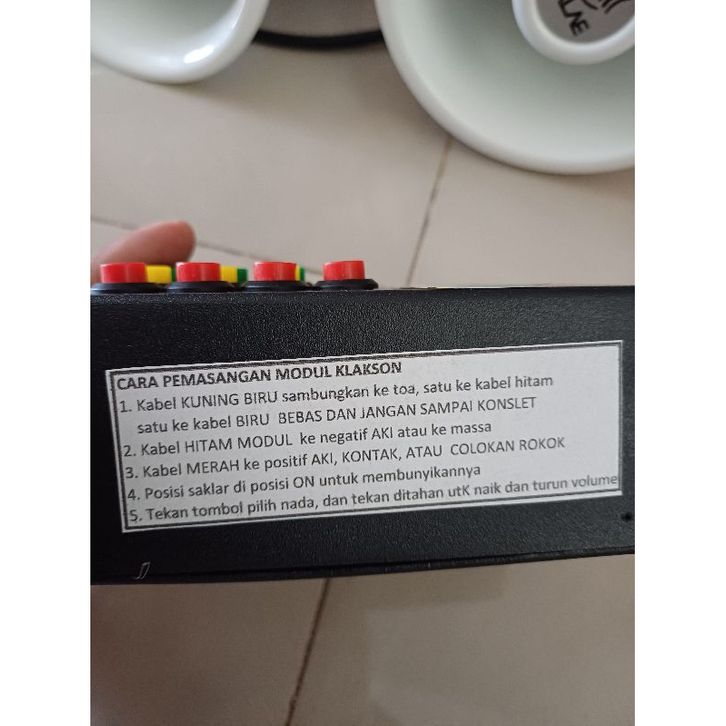 CARA PEMASANGAN MODUL KLAKSON
1. Kabel KUNING BIRU sambungkan ke toa, satu ke kabel hitam
satu ke kabel BIRU BEBAS DAN JANGAN SAMPAI KONSLET
2. Kabel HITAM MODUL ke negatif AKI atau ke massa
3. Kabel MERAH ke positif AKI, KONTAK, ATAU COLOKAN ROKOK
4. Posisi saklar di posisi ON untuk membunyikannya
5. Tekan tombol pilih nada, dan tekan ditahan utK naik dan turun volume